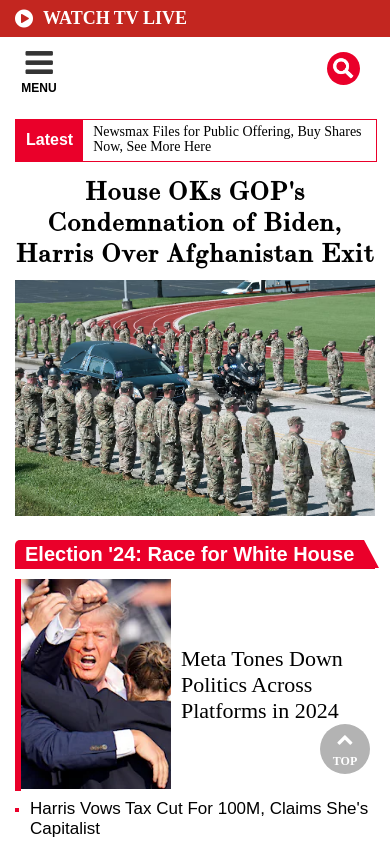 WATCH TV LIVE
MENU
Latest
Newsmax Files for Public Offering, Buy Shares
Now, See More Here
House OKs GOP's
Condemnation of Biden,
Harris Over Afghanistan Exit
Election '24: Race for White House
Meta Tones Down
Politics Across
Platforms in 2024
TOP
Harris Vows Tax Cut For 100M, Claims She's
Capitalist